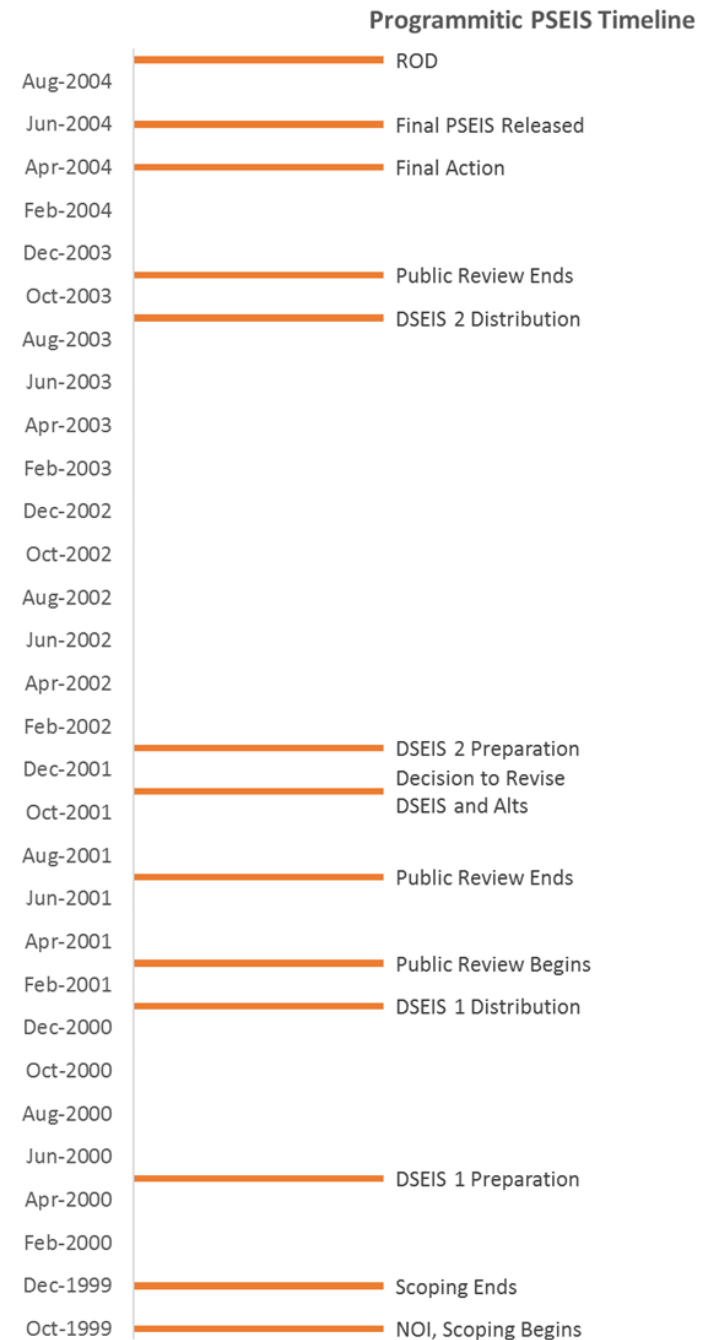 Programmitic PSEIS Timeline
ROD
Aug-2004
Jun-2004
Final PSEIS Released
Apr-2004
Final Action
Feb-2004
Dec-2003
Public Review Ends
Oct-2003
DSEIS 2 Distribution
Aug-2003
Jun-2003
Apr-2003
Feb-2003
Dec-2002
Oct-2002
Aug-2002
Jun-2002
Apr-2002
Feb-2002
DSEIS 2 Preparation
Dec-2001
Decision to Revise
DSEIS and Alts
Oct-2001
Aug-2001
Public Review Ends
Jun-2001
Apr-2001
Public Review Begins
Feb-2001
DSEIS 1 Distribution
Dec-2000
Oct-2000
Aug-2000
Jun-2000
DSEIS 1 Preparation
Apr-2000
Feb-2000
Dec-1999
Scoping Ends
Oct-1999
NOI, Scoping Begins